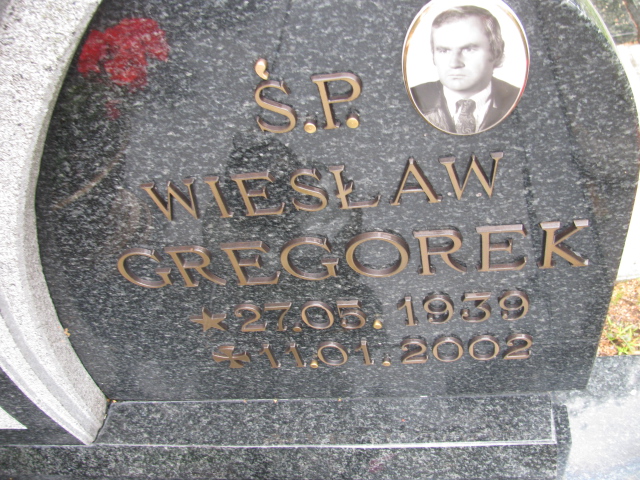 Ś.P.
WIESŁAW
GREGOREK
★27.05.1939
✠11.01.2002